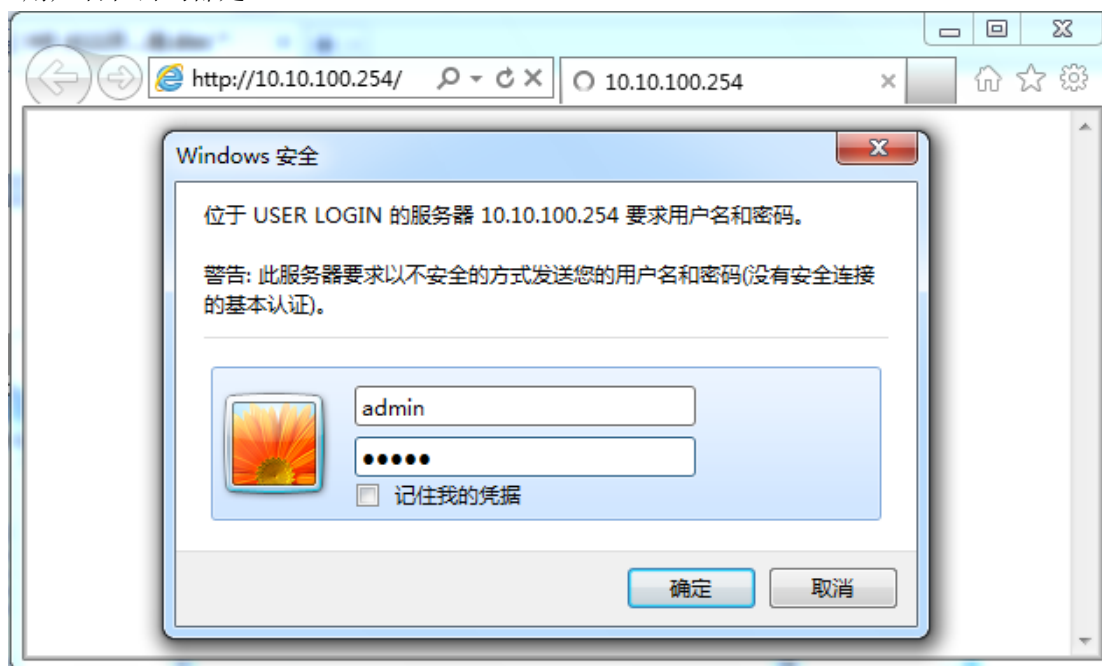 http://10.10.100.254/
10.10.100.254
Windows 安全
位于 USER LOGIN 的服务器 10.10.100.254 要求用户名和密码。
警告: 此服务器要求以不安全的方式发送您的用户名和密码(没有安全连接
的基本认证)。
admin
●●●●●
记住我的凭据
确定
取消